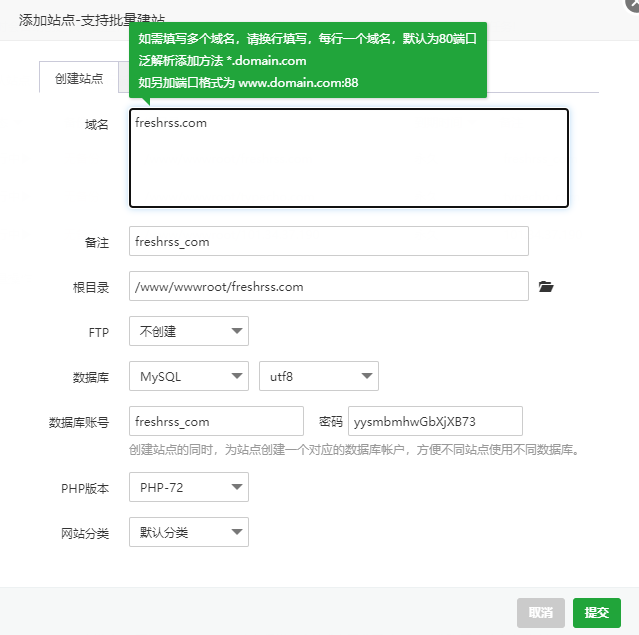 添加站点-支持批量建站
如需填写多个域名，请换行填写，每行一个域名，默认为80端口
泛解析添加方法 *.domain.com
如另加端口格式为 www.domain.com:88
创建站点
域名
freshrss.com
备注
freshrss_com
根目录
/www/wwwroot/freshrss.com
FTP
不创建
数据库
MySQL
utf8
数据库账号
freshrss_com
密码
yysmbmhwGbXjXB73
创建站点的同时，为站点创建一个对应的数据库帐户，方便不同站点使用不同数据库。
PHP版本
PHP-72
网站分类
默认分类
取消
提交